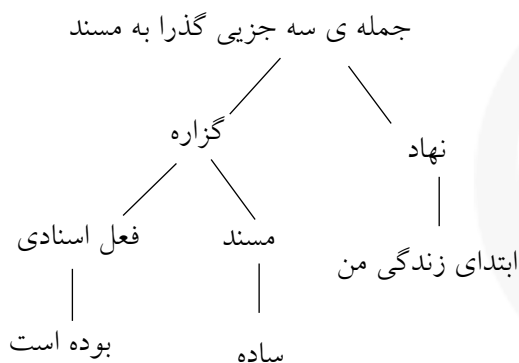 جمله ی سه جزیی گذرا به مسند
نهاد
گزاره
ابتدای زندگی من
مسند
فعل اسنادی
ساده
بوده است